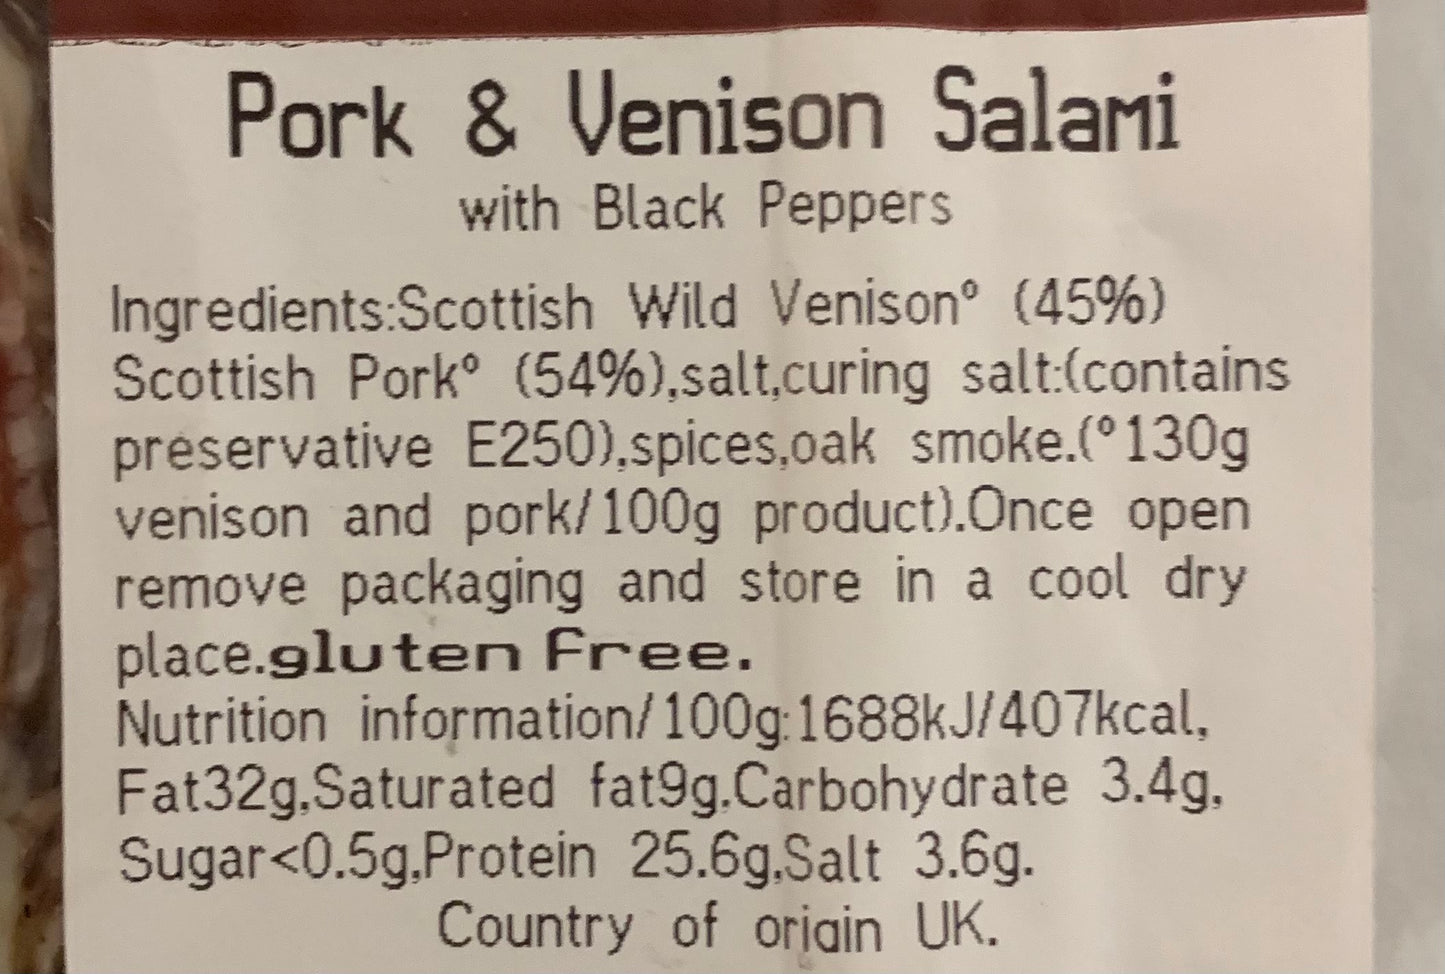 Pork & Venison Salami
with Black Peppers
Ingredients:Scottish Wild Venison° (45%)
Scottish Pork° (54%),salt,curing salt:(contains
preservative E250),spices,oak smoke.(°130g
venison and pork/100g product).Once open
remove packaging and store in a cool dry
place.gluten free.
Nutrition information/100g:1688kJ/407kcal,
Fat32g,Saturated fat9g,Carbohydrate 3.4g,
Sugar<0.5g,Protein 25.6g,Salt 3.6g.
Country of origin UK.